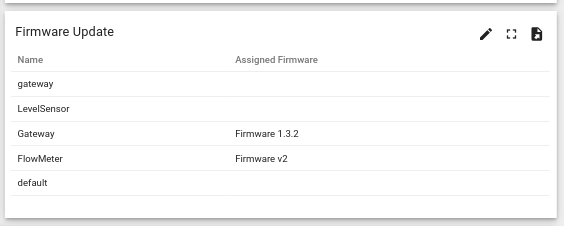 Firmware Update
Name Assigned Firmware
gateway
LevelSensor
Gateway Firmware 1.3.2
FlowMeter Firmware v2
default